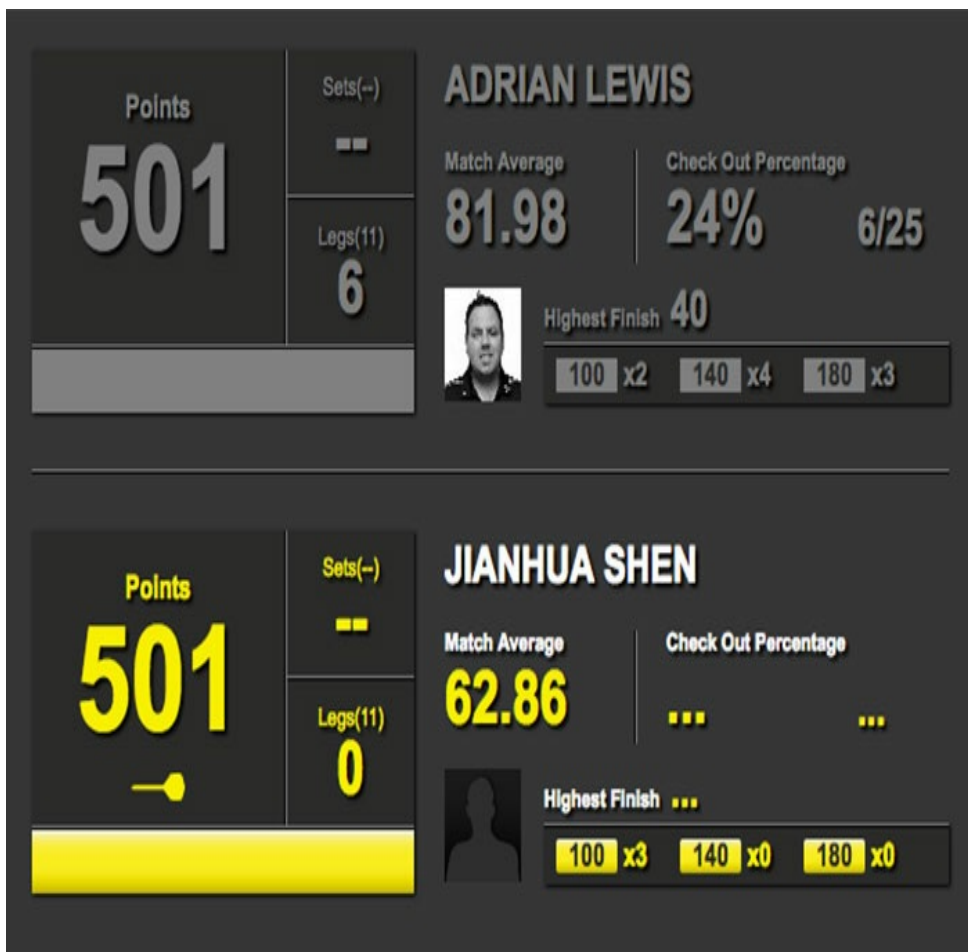 ADRIAN LEWIS
Points
501
Sets(--)
--
Legs(11)
6
Match Average
81.98
Check Out Percentage
24% 6/25
Highest Finish 40
100 x2 140 x4 180 x3
JIANHUA SHEN
Points
501
Sets(--)
--
Legs(11)
0
Match Average
62.86
Check Out Percentage
... ...
Highest Finish ...
100 x3 140 x0 180 x0